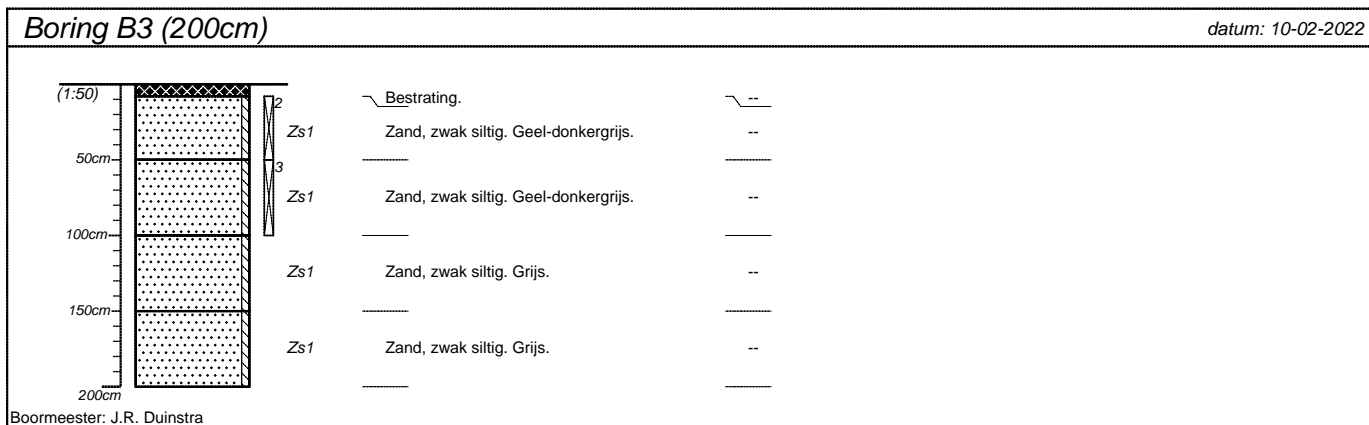 Boring B3 (200cm)
datum: 10-02-2022
(1:50)
2
Bestrating.
--
Zs1
Zand, zwak siltig. Geel-donkergrijs.
--
50cm
3
Zs1
Zand, zwak siltig. Geel-donkergrijs.
--
100cm
Zs1
Zand, zwak siltig. Grijs.
--
150cm
Zs1
Zand, zwak siltig. Grijs.
--
200cm
Boormeester: J.R. Duinstra